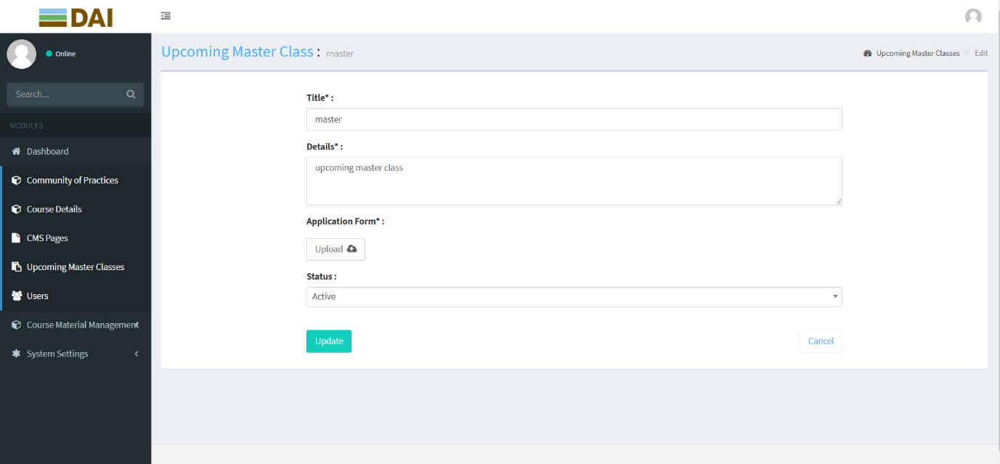 DAI
Online
Search...
MODULES
Dashboard
Community of Practices
Course Details
CMS Pages
Upcoming Master Classes
Users
Course Material Management
System Settings
Upcoming Master Class : master
Upcoming Master Classes > Edit
Title* :
master
Details* :
upcoming master class
Application Form* :
Upload
Status :
Active
Update
Cancel